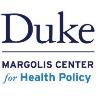 Duke
MARGOLIS CENTER
for Health Policy